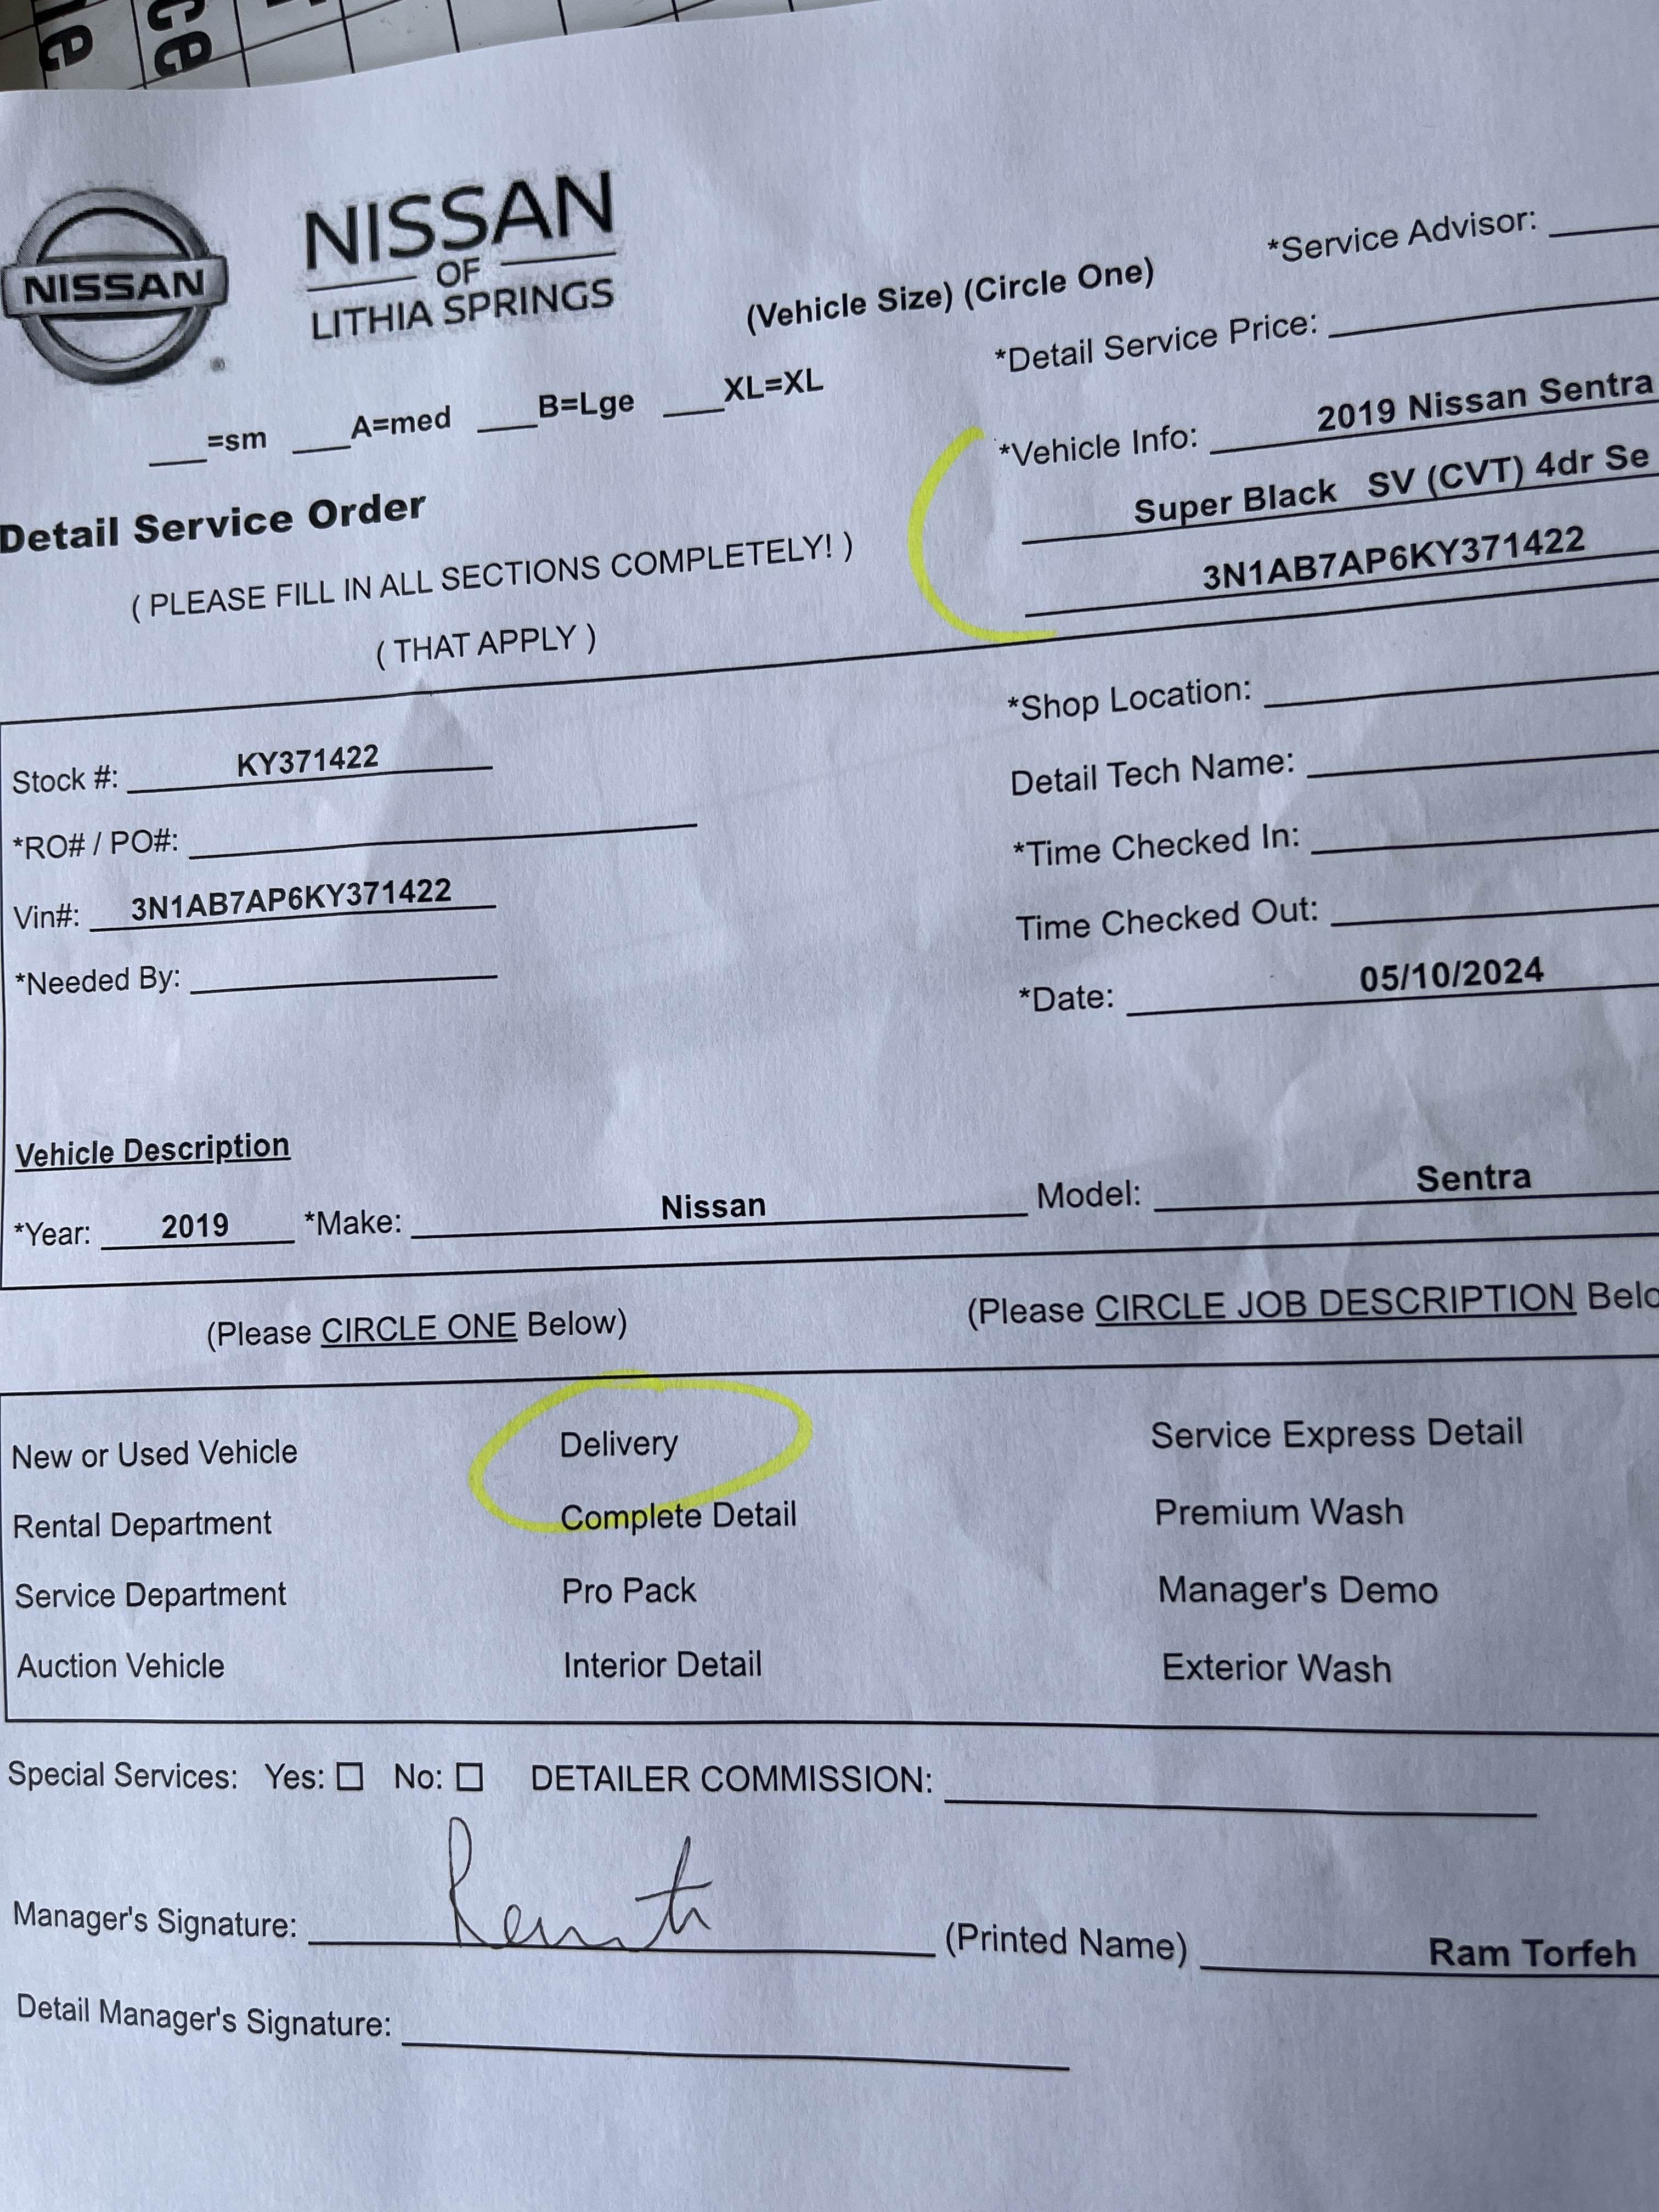 NISSAN
NISSAN
OF
LITHIA SPRINGS
(Vehicle Size) (Circle One)
*Service Advisor:
___=sm ___A=med ___B=Lge ___XL=XL
*Detail Service Price:
*Vehicle Info: 2019 Nissan Sentra
Super Black SV (CVT) 4dr Se
3N1AB7AP6KY371422
Detail Service Order
( PLEASE FILL IN ALL SECTIONS COMPLETELY! )
( THAT APPLY )
Stock #: KY371422
*RO# / PO#:
Vin#: 3N1AB7AP6KY371422
*Needed By:
*Shop Location:
Detail Tech Name:
*Time Checked In:
Time Checked Out:
*Date: 05/10/2024
Vehicle Description
*Year: 2019 *Make: Nissan Model: Sentra
(Please CIRCLE ONE Below) (Please CIRCLE JOB DESCRIPTION Belo
New or Used Vehicle Delivery Service Express Detail
Rental Department Complete Detail Premium Wash
Service Department Pro Pack Manager's Demo
Auction Vehicle Interior Detail Exterior Wash
Special Services: Yes: ☐ No: ☐ DETAILER COMMISSION:
Manager's Signature: (Printed Name) Ram Torfeh
Detail Manager's Signature: